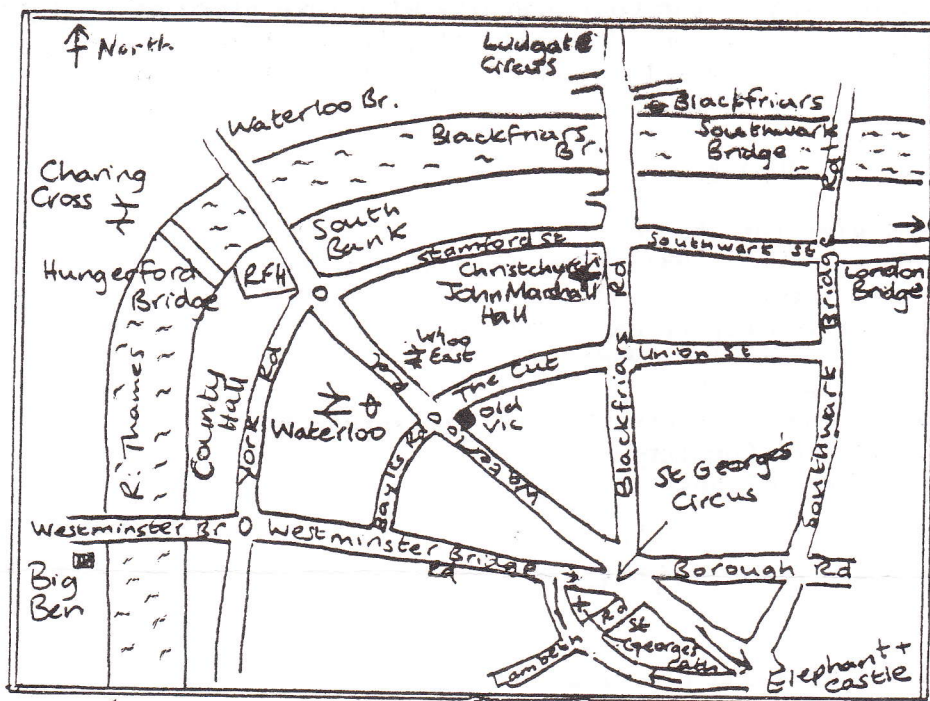 North
Ludgate
Circus
Waterloo Br.
Blackfriars
Blackfriars
Br.
Southwark
Bridge
Charing
Cross
South
Bank
Stamford St
Southwark St
Hungerford
Bridge
RFH
Christchurch
John Marshall
Hall
London
Bridge
W'loo
East
The Cut
Union St
Blackfriars Rd
Southwark Bridge Rd
R. Thames
County
Hall
York Rd
Waterloo
Waterloo Rd
Old
Vic
Baylis Rd
St George's
Circus
Westminster Br
Westminster Bridge
Rd
Borough Rd
Big
Ben
Lambeth
Rd
St
Georges
Cath
Elephant +
Castle